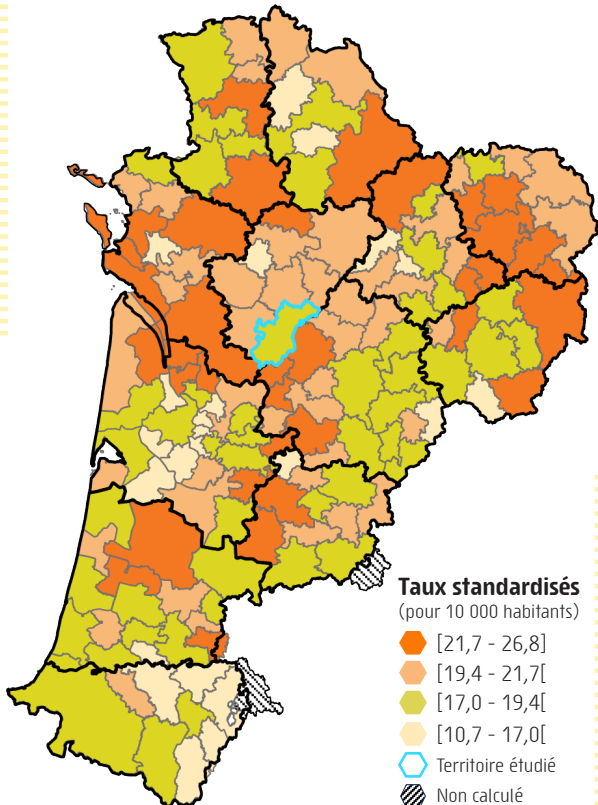 Taux standardisés
(pour 10 000 habitants)
[21,7 - 26,8]
[19,4 - 21,7[
[17,0 - 19,4[
[10,7 - 17,0[
Territoire étudié
Non calculé